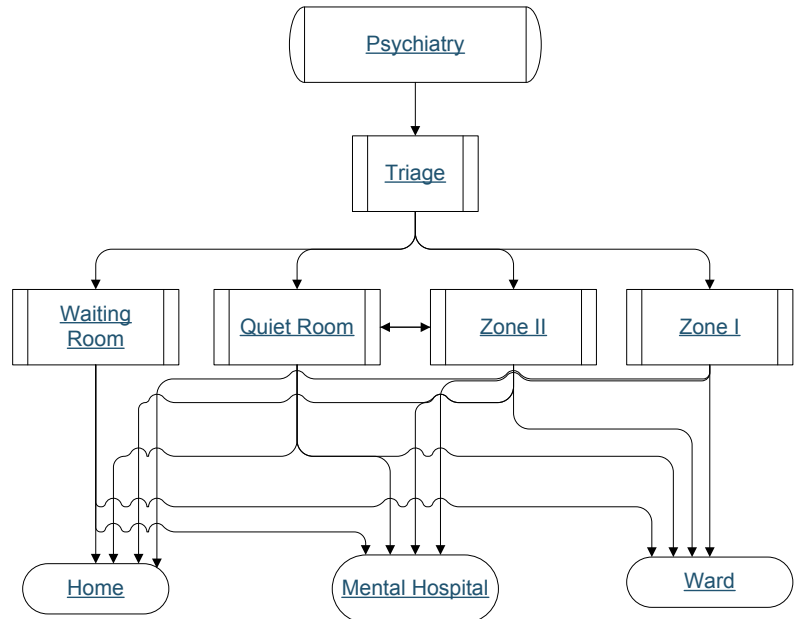 Psychiatry
Triage
Waiting
Room
Quiet Room
Zone II
Zone I
Home
Mental Hospital
Ward